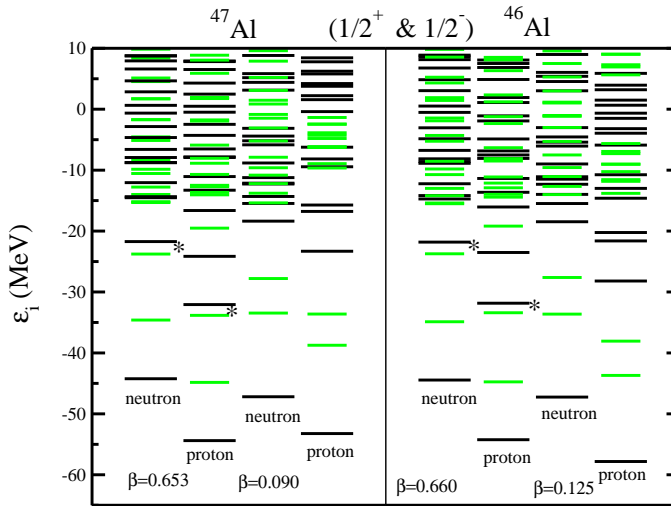 ⁴⁷Al (1/2⁺ & 1/2⁻) ⁴⁶Al
10
0
-10
-20
-30
-40
-50
-60
εᵢ (MeV)
* * * *
neutron neutron neutron neutron
proton proton proton proton
β=0.653 β=0.090 β=0.660 β=0.125